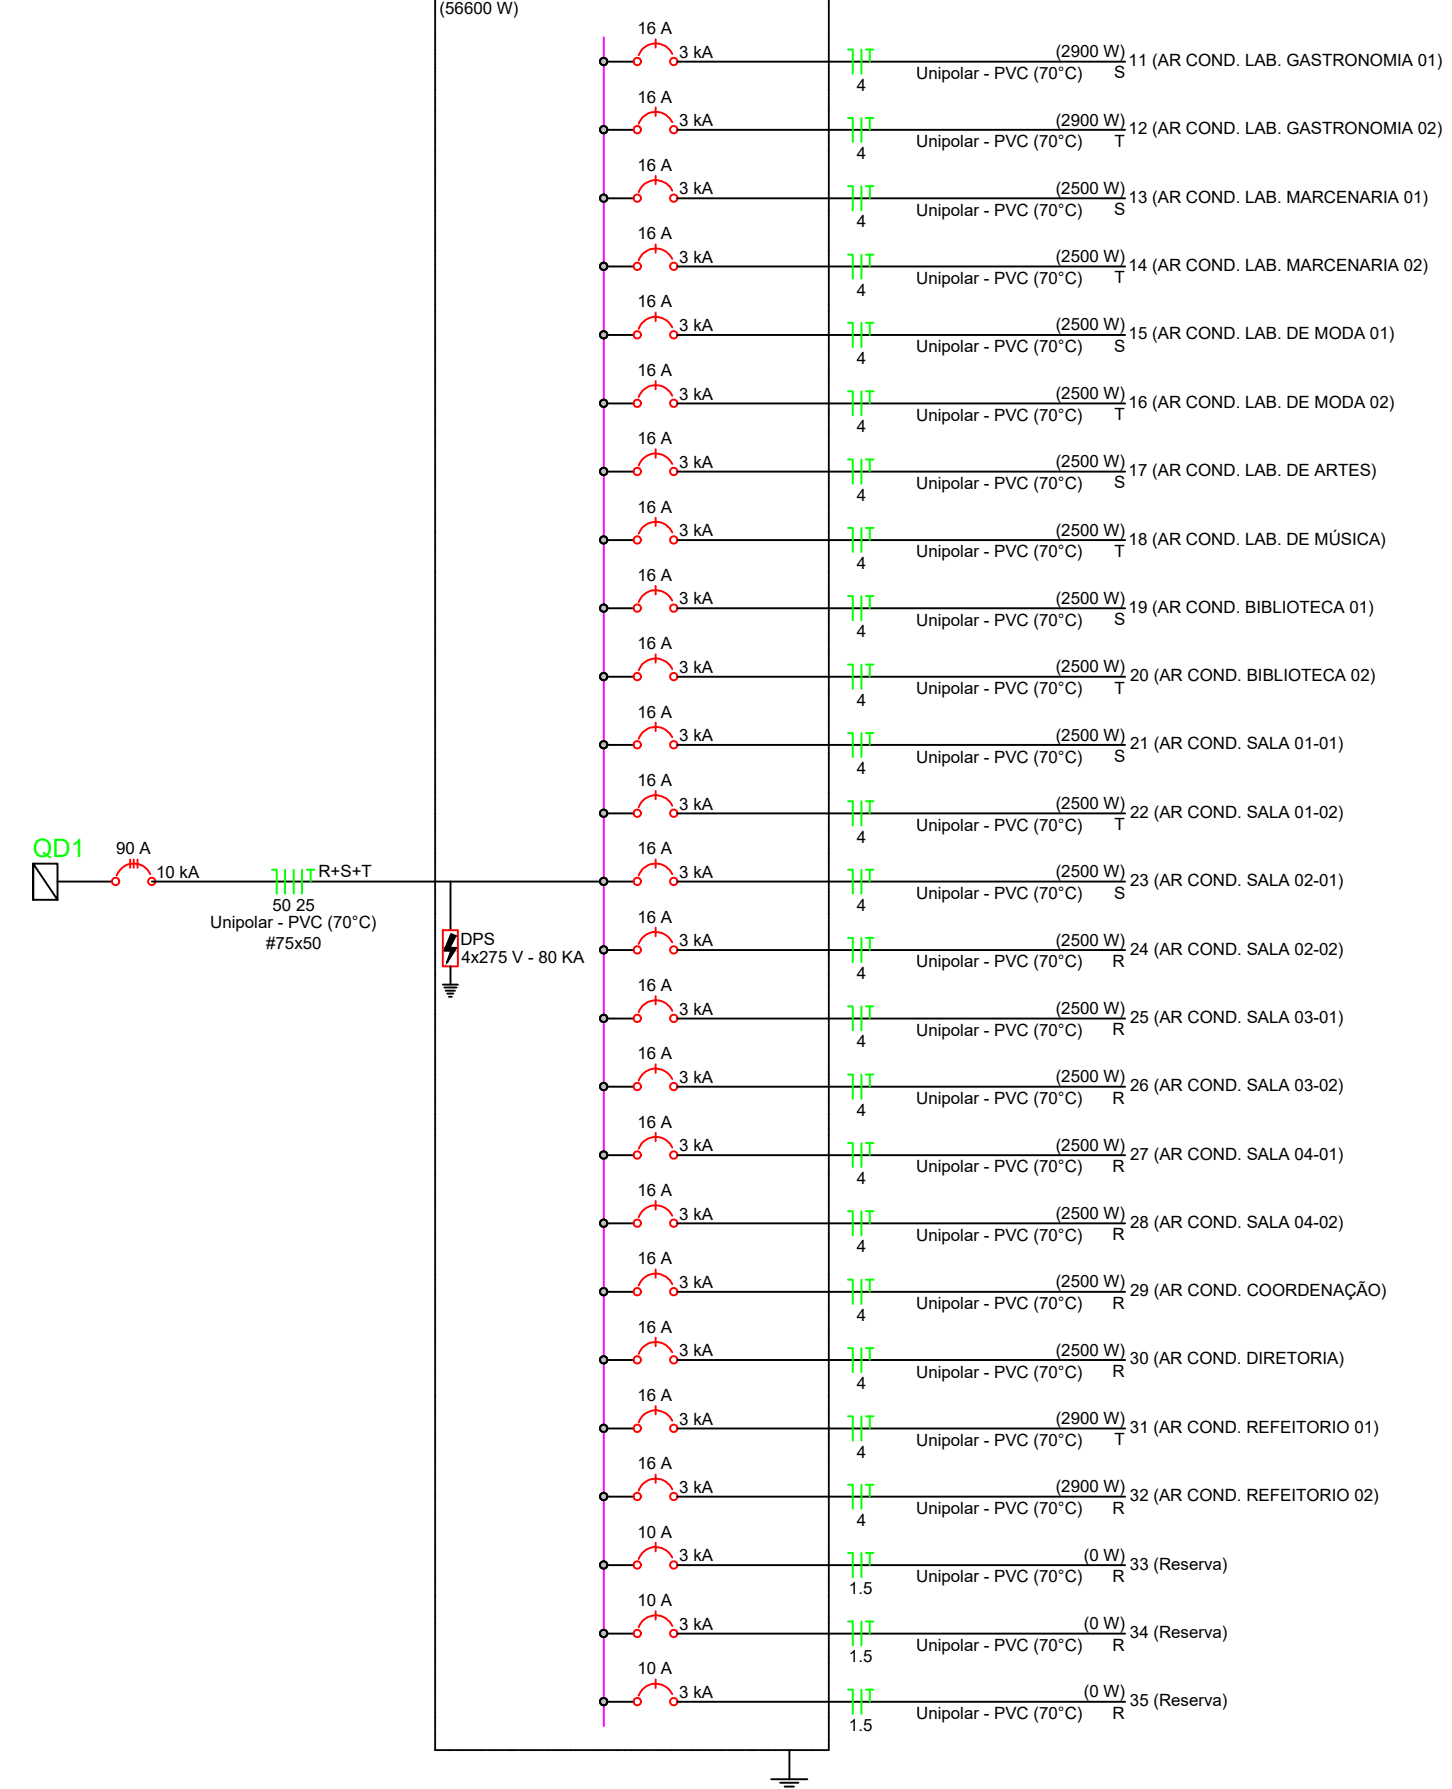 (56600 W)
16 A
3 kA
4
(2900 W)
Unipolar - PVC (70°C) S
11 (AR COND. LAB. GASTRONOMIA 01)
16 A
3 kA
4
(2900 W)
Unipolar - PVC (70°C) T
12 (AR COND. LAB. GASTRONOMIA 02)
16 A
3 kA
4
(2500 W)
Unipolar - PVC (70°C) S
13 (AR COND. LAB. MARCENARIA 01)
16 A
3 kA
4
(2500 W)
Unipolar - PVC (70°C) T
14 (AR COND. LAB. MARCENARIA 02)
16 A
3 kA
4
(2500 W)
Unipolar - PVC (70°C) S
15 (AR COND. LAB. DE MODA 01)
16 A
3 kA
4
(2500 W)
Unipolar - PVC (70°C) T
16 (AR COND. LAB. DE MODA 02)
16 A
3 kA
4
(2500 W)
Unipolar - PVC (70°C) S
17 (AR COND. LAB. DE ARTES)
16 A
3 kA
4
(2500 W)
Unipolar - PVC (70°C) T
18 (AR COND. LAB. DE MÚSICA)
16 A
3 kA
4
(2500 W)
Unipolar - PVC (70°C) S
19 (AR COND. BIBLIOTECA 01)
16 A
3 kA
4
(2500 W)
Unipolar - PVC (70°C) T
20 (AR COND. BIBLIOTECA 02)
16 A
3 kA
4
(2500 W)
Unipolar - PVC (70°C) S
21 (AR COND. SALA 01-01)
16 A
3 kA
4
(2500 W)
Unipolar - PVC (70°C) T
22 (AR COND. SALA 01-02)
QD1
90 A
10 kA
R+S+T
50 25
Unipolar - PVC (70°C)
#75x50
DPS
4x275 V - 80 KA
16 A
3 kA
4
(2500 W)
Unipolar - PVC (70°C) S
23 (AR COND. SALA 02-01)
16 A
3 kA
4
(2500 W)
Unipolar - PVC (70°C) R
24 (AR COND. SALA 02-02)
16 A
3 kA
4
(2500 W)
Unipolar - PVC (70°C) R
25 (AR COND. SALA 03-01)
16 A
3 kA
4
(2500 W)
Unipolar - PVC (70°C) R
26 (AR COND. SALA 03-02)
16 A
3 kA
4
(2500 W)
Unipolar - PVC (70°C) R
27 (AR COND. SALA 04-01)
16 A
3 kA
4
(2500 W)
Unipolar - PVC (70°C) R
28 (AR COND. SALA 04-02)
16 A
3 kA
4
(2500 W)
Unipolar - PVC (70°C) R
29 (AR COND. COORDENAÇÃO)
16 A
3 kA
4
(2500 W)
Unipolar - PVC (70°C) R
30 (AR COND. DIRETORIA)
16 A
3 kA
4
(2900 W)
Unipolar - PVC (70°C) T
31 (AR COND. REFEITORIO 01)
16 A
3 kA
4
(2900 W)
Unipolar - PVC (70°C) R
32 (AR COND. REFEITORIO 02)
10 A
3 kA
1.5
(0 W)
Unipolar - PVC (70°C) R
33 (Reserva)
10 A
3 kA
1.5
(0 W)
Unipolar - PVC (70°C) R
34 (Reserva)
10 A
3 kA
1.5
(0 W)
Unipolar - PVC (70°C) R
35 (Reserva)